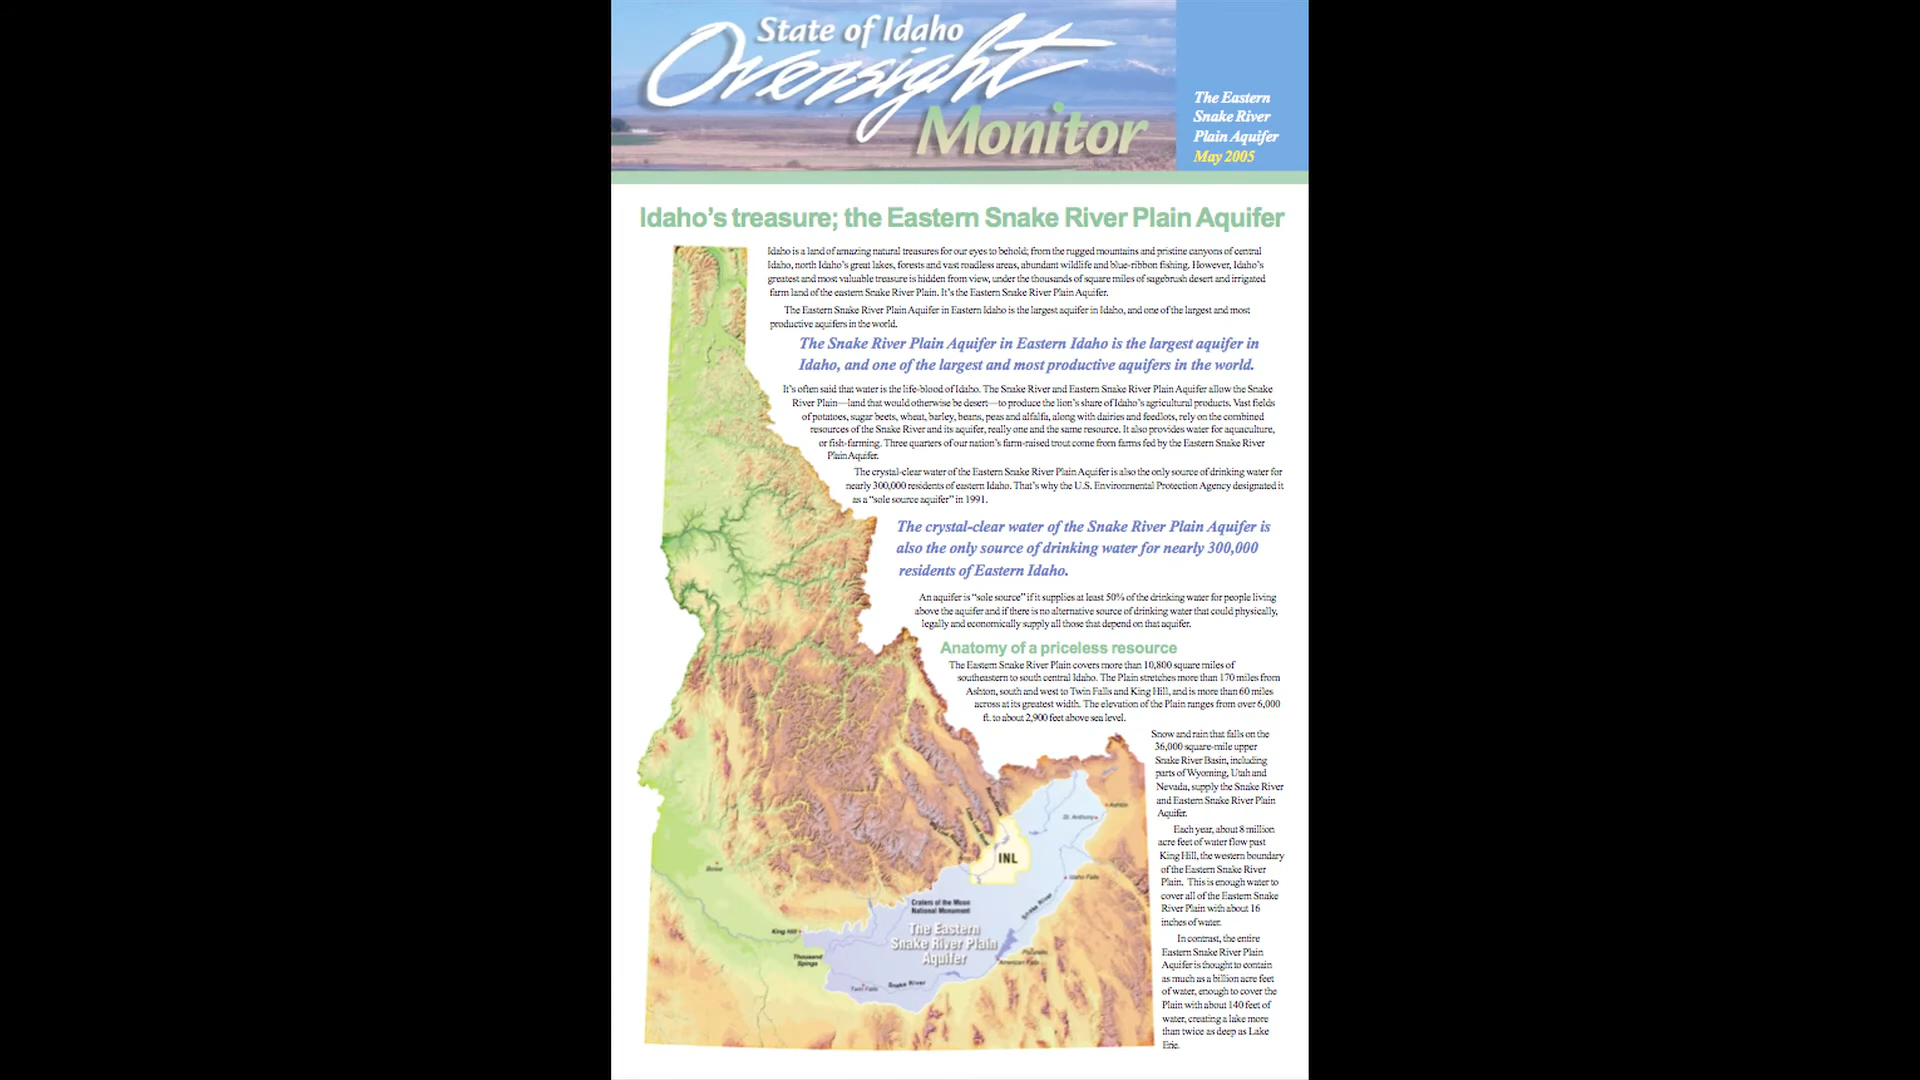 State of Idaho
Oversight
Monitor
The Eastern
Snake River
Plain Aquifer
May 2005
Idaho's treasure; the Eastern Snake River Plain Aquifer
Idaho is a land of amazing natural treasures for our eyes to behold; from the rugged mountains and pristine canyons of central
Idaho, north Idaho's great lakes, forests and vast roadless areas, abundant wildlife and blue-ribbon fishing. However, Idaho's
greatest and most valuable treasure is hidden from view, under the thousands of square miles of sagebrush desert and irrigated
farm land of the eastern Snake River Plain. It's the Eastern Snake River Plain Aquifer.
The Eastern Snake River Plain Aquifer in Eastern Idaho is the largest aquifer in Idaho, and one of the largest and most
productive aquifers in the world.
The Snake River Plain Aquifer in Eastern Idaho is the largest aquifer in
Idaho, and one of the largest and most productive aquifers in the world.
It's often said that water is the life-blood of Idaho. The Snake River and Eastern Snake River Plain Aquifer allow the Snake
River Plain—land that would otherwise be desert—to produce the lion's share of Idaho's agricultural products. Vast fields
of potatoes, sugar beets, wheat, barley, beans, peas and alfalfa, along with dairies and feedlots, rely on the combined
resources of the Snake River and its aquifer, really one and the same resource. It also provides water for aquaculture,
or fish-farming. Three quarters of our nation's farm-raised trout come from farms fed by the Eastern Snake River
Plain Aquifer.
The crystal-clear water of the Eastern Snake River Plain Aquifer is also the only source of drinking water for
nearly 300,000 residents of eastern Idaho. That's why the U.S. Environmental Protection Agency designated it
as a "sole source aquifer" in 1991.
The crystal-clear water of the Snake River Plain Aquifer is
also the only source of drinking water for nearly 300,000
residents of Eastern Idaho.
An aquifer is "sole source" if it supplies at least 50% of the drinking water for people living
above the aquifer and if there is no alternative source of drinking water that could physically,
legally and economically supply all those that depend on that aquifer.
Anatomy of a priceless resource
The Eastern Snake River Plain covers more than 10,800 square miles of
southeastern to south central Idaho. The Plain stretches more than 170 miles from
Ashton, south and west to Twin Falls and King Hill, and is more than 60 miles
across at its greatest width. The elevation of the Plain ranges from over 6,000
ft. to about 2,900 feet above sea level.
Snow and rain that falls on the
36,000 square-mile upper
Snake River Basin, including
parts of Wyoming, Utah and
Nevada, supply the Snake River
and Eastern Snake River Plain
Aquifer.
Each year, about 8 million
acre feet of water flow past
King Hill, the western boundary
of the Eastern Snake River
Plain. This is enough water to
cover all of the Eastern Snake
River Plain with about 16
inches of water.
In contrast, the entire
Eastern Snake River Plain
Aquifer is thought to contain
as much as a billion acre feet
of water, enough to cover the
Plain with about 140 feet of
water, creating a lake more
than twice as deep as Lake
Erie.
Ashton
St. Anthony
INL
Boise
Idaho Falls
Craters of the Moon
National Monument
Snake River
The Eastern
Snake River Plain
Aquifer
King Hill
Thousand
Springs
Pocatello
American Falls
Twin Falls
Snake River